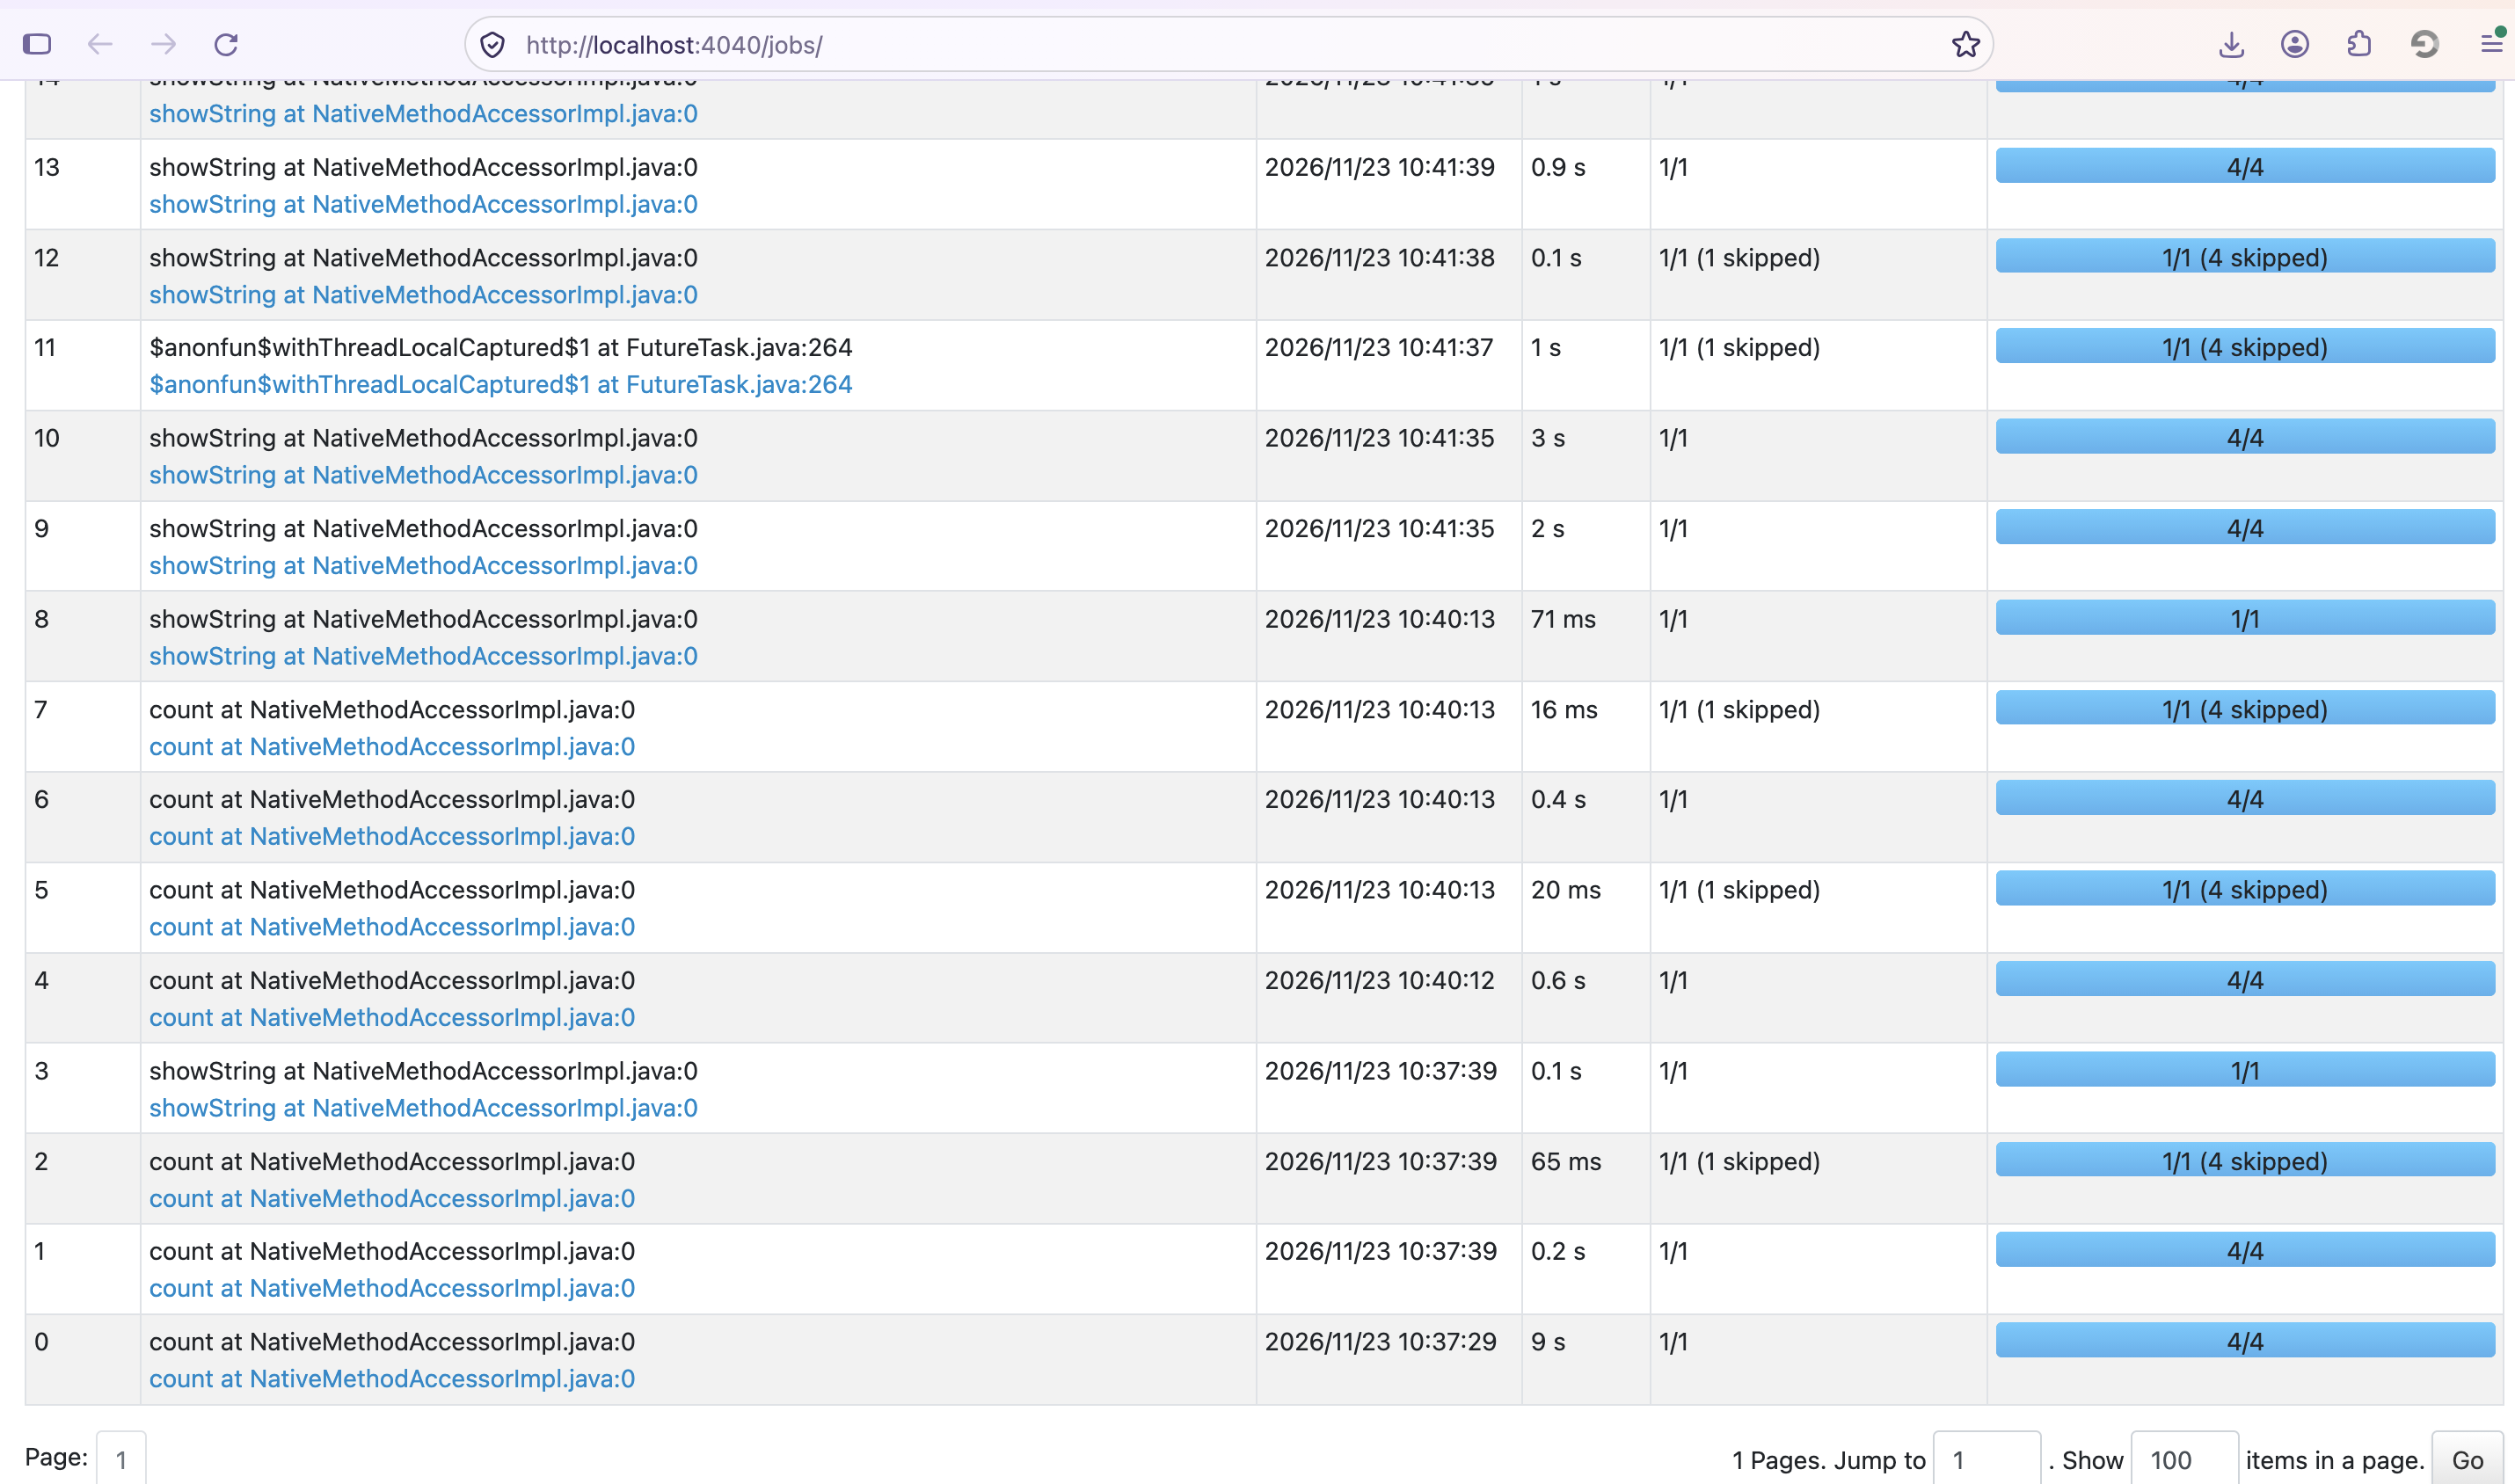 http://localhost:4040/jobs/
14 showString at NativeMethodAccessorImpl.java:0 1 s 1/1 4/4
showString at NativeMethodAccessorImpl.java:0
13 showString at NativeMethodAccessorImpl.java:0 2026/11/23 10:41:39 0.9 s 1/1 4/4
showString at NativeMethodAccessorImpl.java:0
12 showString at NativeMethodAccessorImpl.java:0 2026/11/23 10:41:38 0.1 s 1/1 (1 skipped) 1/1 (4 skipped)
showString at NativeMethodAccessorImpl.java:0
11 $anonfun$withThreadLocalCaptured$1 at FutureTask.java:264 2026/11/23 10:41:37 1 s 1/1 (1 skipped) 1/1 (4 skipped)
$anonfun$withThreadLocalCaptured$1 at FutureTask.java:264
10 showString at NativeMethodAccessorImpl.java:0 2026/11/23 10:41:35 3 s 1/1 4/4
showString at NativeMethodAccessorImpl.java:0
9 showString at NativeMethodAccessorImpl.java:0 2026/11/23 10:41:35 2 s 1/1 4/4
showString at NativeMethodAccessorImpl.java:0
8 showString at NativeMethodAccessorImpl.java:0 2026/11/23 10:40:13 71 ms 1/1 1/1
showString at NativeMethodAccessorImpl.java:0
7 count at NativeMethodAccessorImpl.java:0 2026/11/23 10:40:13 16 ms 1/1 (1 skipped) 1/1 (4 skipped)
count at NativeMethodAccessorImpl.java:0
6 count at NativeMethodAccessorImpl.java:0 2026/11/23 10:40:13 0.4 s 1/1 4/4
count at NativeMethodAccessorImpl.java:0
5 count at NativeMethodAccessorImpl.java:0 2026/11/23 10:40:13 20 ms 1/1 (1 skipped) 1/1 (4 skipped)
count at NativeMethodAccessorImpl.java:0
4 count at NativeMethodAccessorImpl.java:0 2026/11/23 10:40:12 0.6 s 1/1 4/4
count at NativeMethodAccessorImpl.java:0
3 showString at NativeMethodAccessorImpl.java:0 2026/11/23 10:37:39 0.1 s 1/1 1/1
showString at NativeMethodAccessorImpl.java:0
2 count at NativeMethodAccessorImpl.java:0 2026/11/23 10:37:39 65 ms 1/1 (1 skipped) 1/1 (4 skipped)
count at NativeMethodAccessorImpl.java:0
1 count at NativeMethodAccessorImpl.java:0 2026/11/23 10:37:39 0.2 s 1/1 4/4
count at NativeMethodAccessorImpl.java:0
0 count at NativeMethodAccessorImpl.java:0 2026/11/23 10:37:29 9 s 1/1 4/4
count at NativeMethodAccessorImpl.java:0
Page: 1 1 Pages. Jump to 1 . Show 100 items in a page. Go